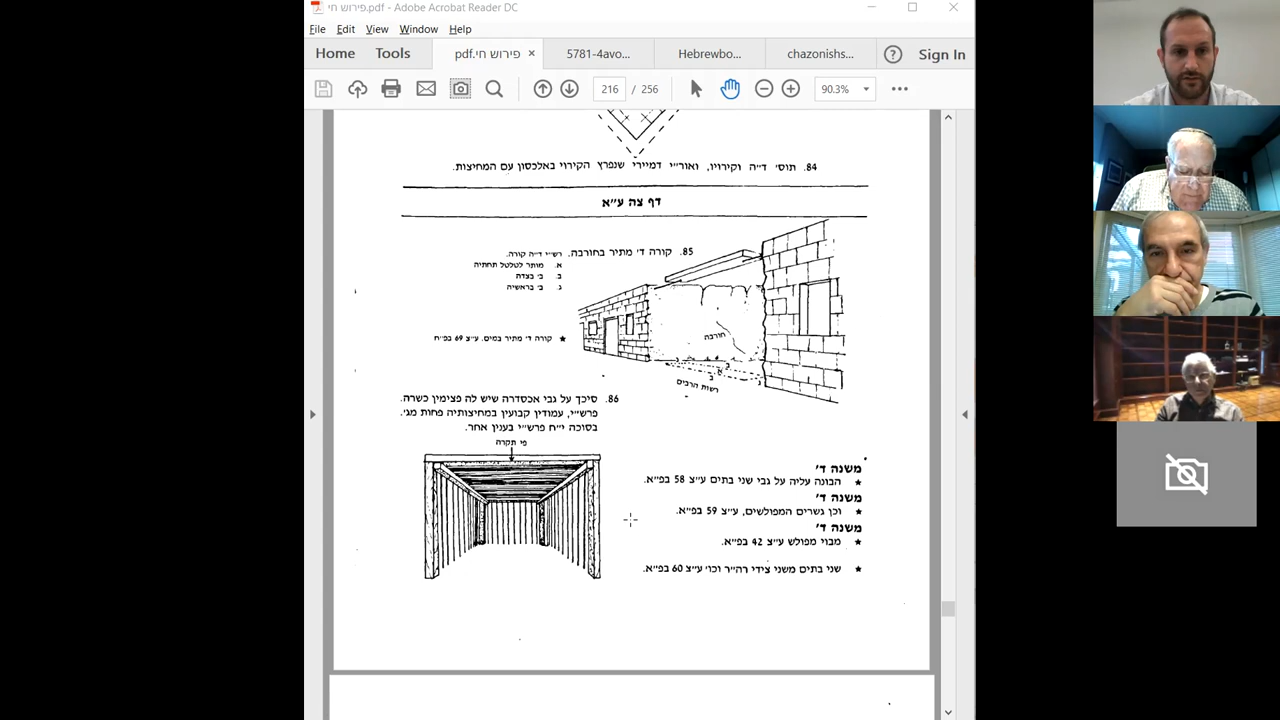 פירוש חי.pdf - Adobe Acrobat Reader DC
File Edit View Window Help
Home Tools פירוש חי.pdf × 5781-4avo... Hebrewbo... chazonishs... Sign In
216 / 256 90.3%
84. תוס׳ ד״ה וקירויו, ואור״י דמיירי שנפרץ הקירוי באלכסון עם המחיצות.
דף צה ע״א
85. קורה ד׳ מתיר בחורבה. רש״י ד״ה קורה.
א. מותר לטלטל תחתיה
ב. ב׳ בצדה
ג. ב׳ בראשיה
חורבה
א
ב
ג
רשות הרבים
★ קורה ד׳ מתיר במים. ע״צ 69 בפ״ח
86. סיכך על גבי אכסדרה שיש לה פצימין כשרה.
פרש״י, עמודין קבועין במחיצותיה פחות מג׳.
בסוכה י״ח פרש״י בענין אחר.
פי תקרה
משנה ד׳
★ הבונה עליה על גבי שני בתים ע״צ 58 בפ״א.
משנה ד׳
★ וכן גשרים המפולשים, ע״צ 59 בפ״א.
משנה ד׳
★ מבוי מפולש ע״צ 42 בפ״א.
★ שני בתים משני צידי רה״ר וכו׳ ע״צ 60 בפ״א.